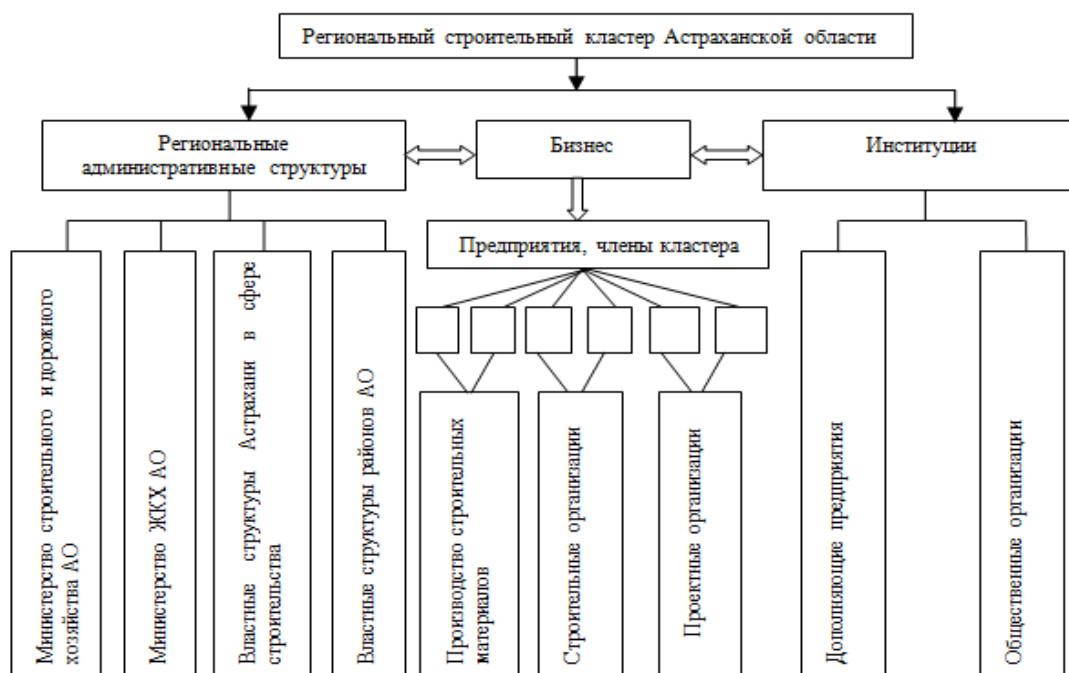 Региональный строительный кластер Астраханской области
Региональные
административные структуры
Бизнес
Институции
Предприятия, члены кластера
Министерство строительного и дорожного
хозяйства АО
Министерство ЖКХ АО
Властные структуры Астрахани в сфере
строительства
Властные структуры районов АО
Производство строительных
материалов
Строительные организации
Проектные организации
Дополняющие предприятия
Общественные организации